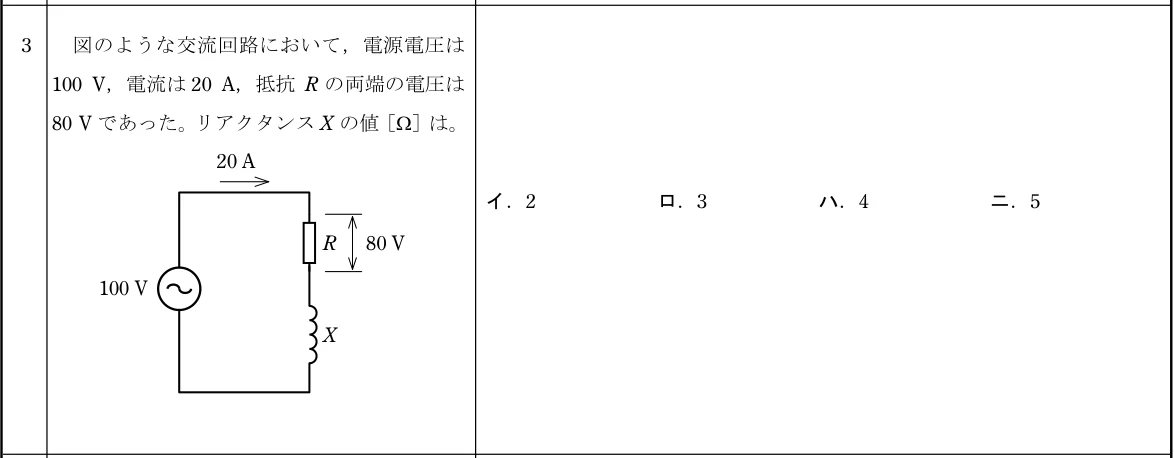 3 図のような交流回路において，電源電圧は
100 V，電流は 20 A，抵抗 R の両端の電圧は
80 V であった。リアクタンス X の値［Ω］は。
20 A
R
80 V
100 V
X
イ．2 ロ．3 ハ．4 ニ．5